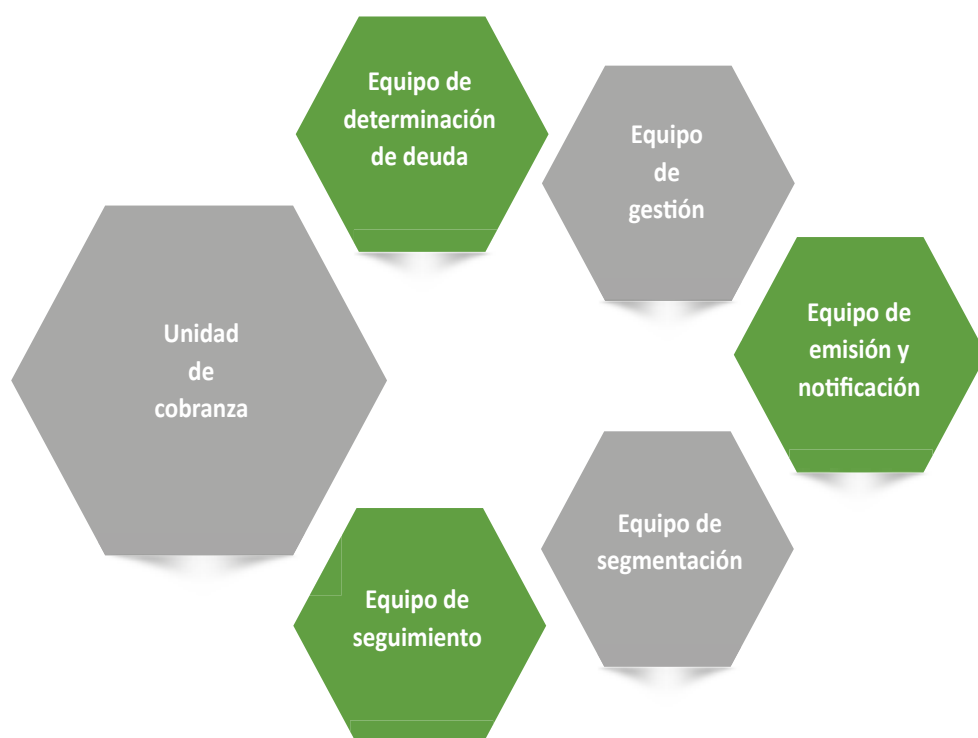 Equipo de
determinación
de deuda
Equipo
de
gestión
Equipo de
emisión y
notificación
Unidad
de
cobranza
Equipo de
segmentación
Equipo de
seguimiento